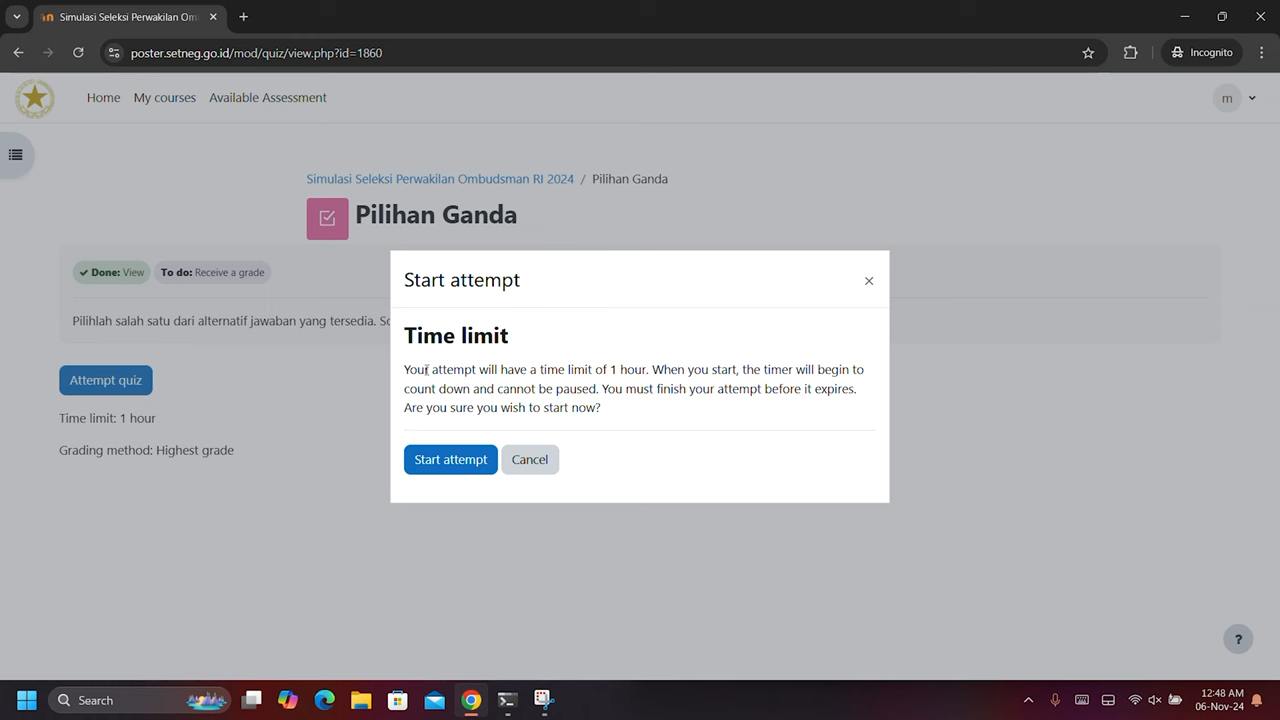 Simulasi Seleksi Perwakilan Om
poster.setneg.go.id/mod/quiz/view.php?id=1860
Incognito
Home My courses Available Assessment
m
Simulasi Seleksi Perwakilan Ombudsman RI 2024 / Pilihan Ganda
Pilihan Ganda
Done: View To do: Receive a grade
Pilihlah salah satu dari alternatif jawaban yang tersedia.
Attempt quiz
Time limit: 1 hour
Grading method: Highest grade
Start attempt
×
Time limit
Your attempt will have a time limit of 1 hour. When you start, the timer will begin to
count down and cannot be paused. You must finish your attempt before it expires.
Are you sure you wish to start now?
Start attempt Cancel
?
Search
12:48 AM
06-Nov-24